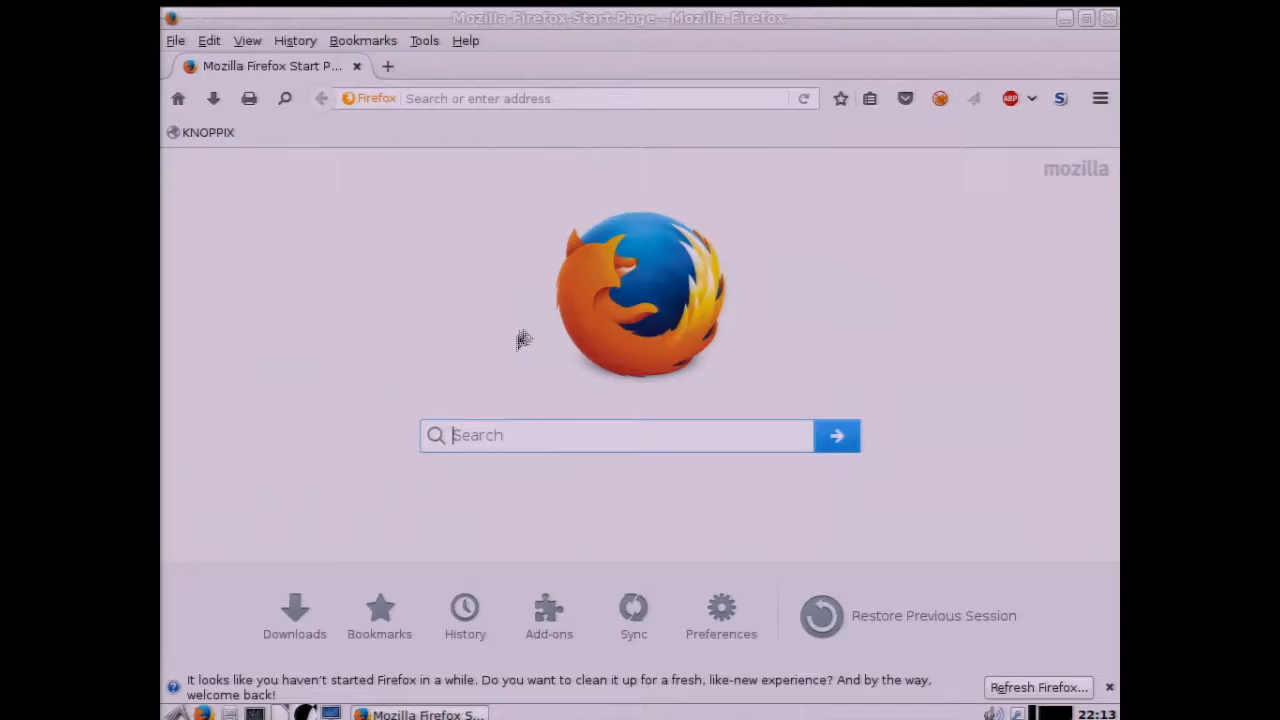 Mozilla Firefox Start Page - Mozilla Firefox
File Edit View History Bookmarks Tools Help
Mozilla Firefox Start P...
Firefox Search or enter address
ABP
S
KNOPPIX
mozilla
Search
Downloads Bookmarks History Add-ons Sync Preferences Restore Previous Session
It looks like you haven't started Firefox in a while. Do you want to clean it up for a fresh, like-new experience? And by the way,
welcome back!
Refresh Firefox...
Mozilla Firefox S...
22:13